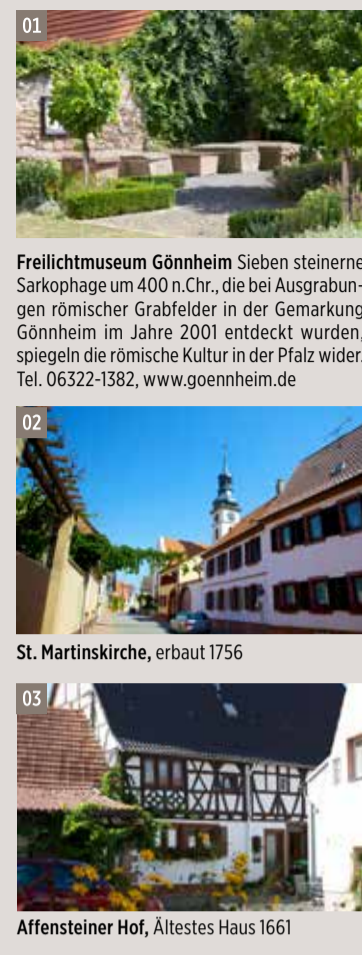 01
Freilichtmuseum Gönnheim Sieben steinerne
Sarkophage um 400 n.Chr., die bei Ausgrabun-
gen römischer Grabfelder in der Gemarkung
Gönnheim im Jahre 2001 entdeckt wurden,
spiegeln die römische Kultur in der Pfalz wider.
Tel. 06322-1382, www.goennheim.de
02
St. Martinskirche, erbaut 1756
03
Affensteiner Hof, Ältestes Haus 1661